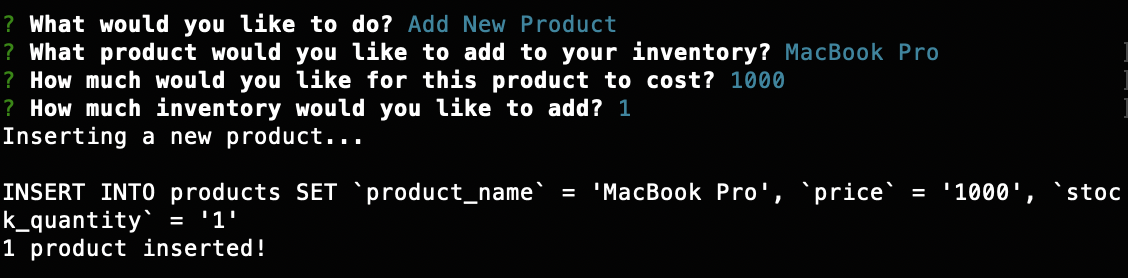 ? What would you like to do? Add New Product
? What product would you like to add to your inventory? MacBook Pro
? How much would you like for this product to cost? 1000
? How much inventory would you like to add? 1
Inserting a new product...
INSERT INTO products SET `product_name` = 'MacBook Pro', `price` = '1000', `stoc
k_quantity` = '1'
1 product inserted!